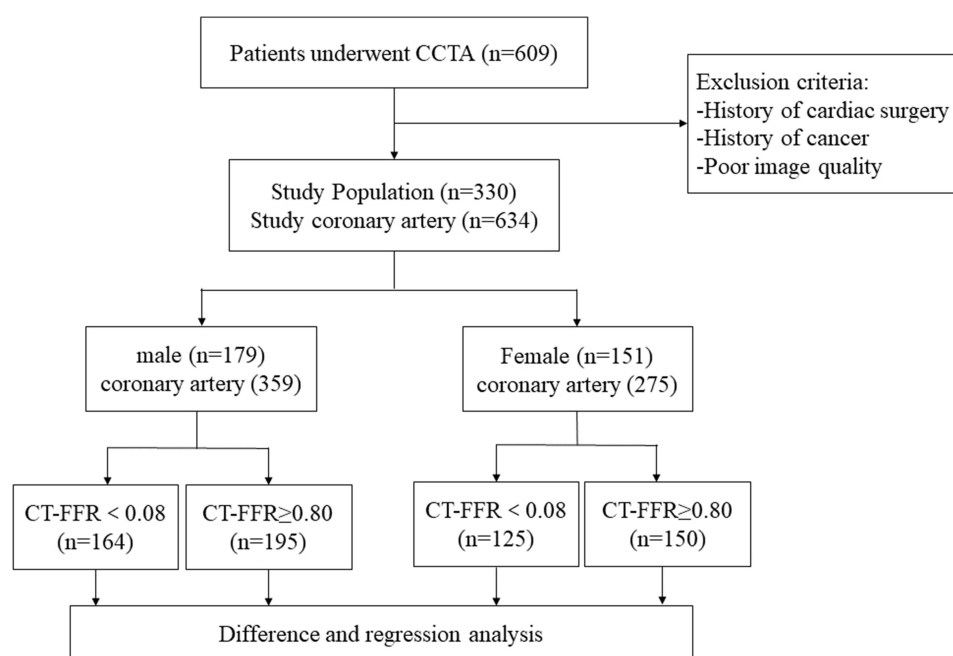 Patients underwent CCTA (n=609)
Exclusion criteria:
-History of cardiac surgery
-History of cancer
-Poor image quality
Study Population (n=330)
Study coronary artery (n=634)
male (n=179)
coronary artery (359)
Female (n=151)
coronary artery (275)
CT-FFR < 0.08
(n=164)
CT-FFR≥0.80
(n=195)
CT-FFR < 0.08
(n=125)
CT-FFR≥0.80
(n=150)
Difference and regression analysis